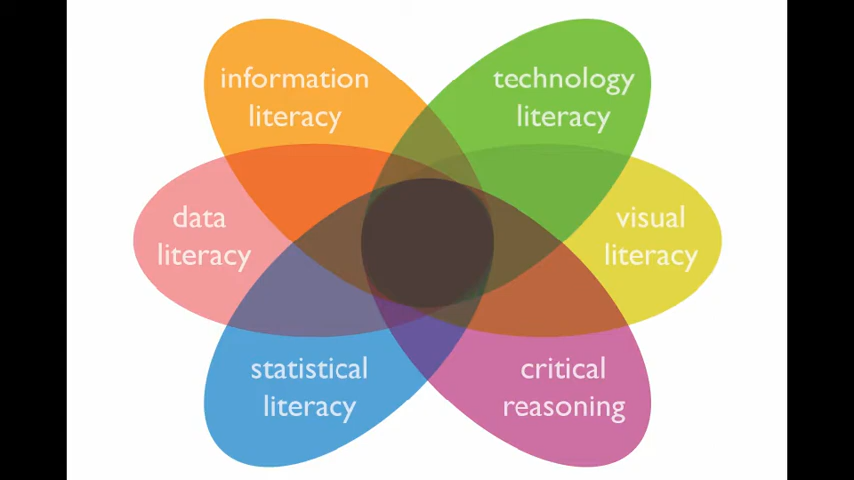 information
literacy
technology
literacy
data
literacy
visual
literacy
statistical
literacy
critical
reasoning